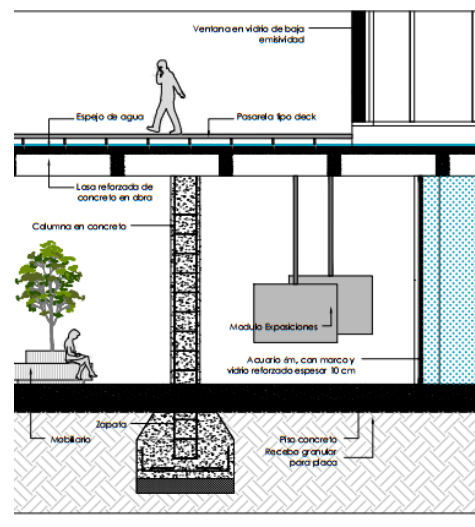 Ventana en vidrio de baja
emisividad
Espejo de agua
Pasarela tipo deck
Losa reforzada de
concreto en obra
Columna en concreto
Modulo Exposiciones
Acuario 6m, con marco y
vidrio reforzado espesor 10 cm
Zapata
Mobiliario
Piso concreto
Recebo granular
para placa